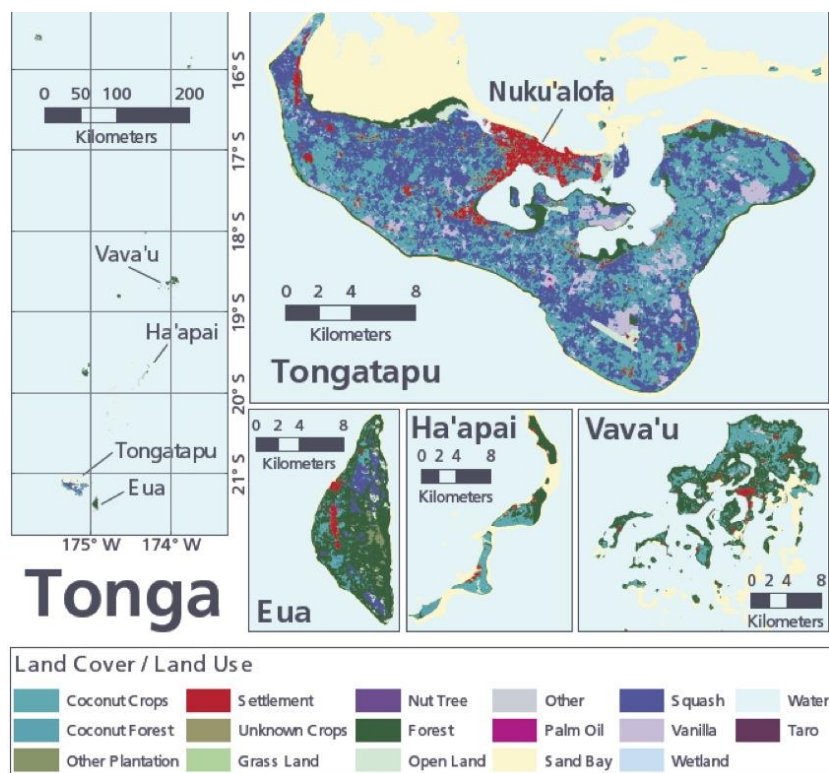 16°S
0 50 100 200
Kilometers
17°S
18°S
Vava'u
19°S
Ha'apai
20°S
Tongatapu
21°S
Eua
175° W 174° W
Tonga
Nuku'alofa
0 2 4 8
Kilometers
Tongatapu
0 2 4 8
Kilometers
Eua
Ha'apai
0 2 4 8
Kilometers
Vava'u
0 2 4 8
Kilometers
Land Cover / Land Use
Coconut Crops Settlement Nut Tree Other Squash Water
Coconut Forest Unknown Crops Forest Palm Oil Vanilla Taro
Other Plantation Grass Land Open Land Sand Bay Wetland